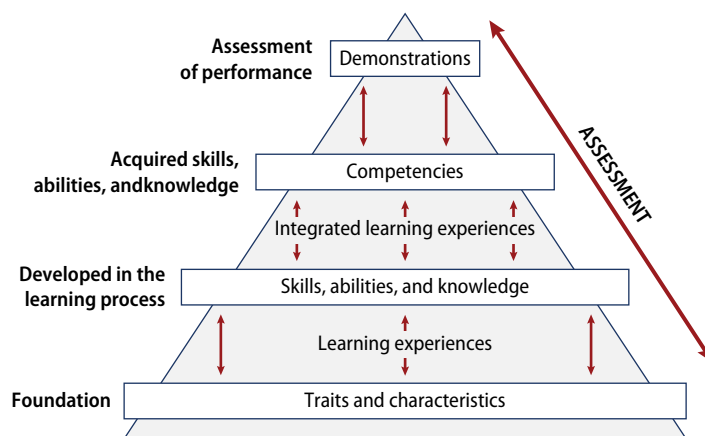 Assessment
of performance
Demonstrations
ASSESSMENT
Acquired skills,
abilities, andknowledge
Competencies
Integrated learning experiences
Developed in the
learning process
Skills, abilities, and knowledge
Learning experiences
Foundation
Traits and characteristics